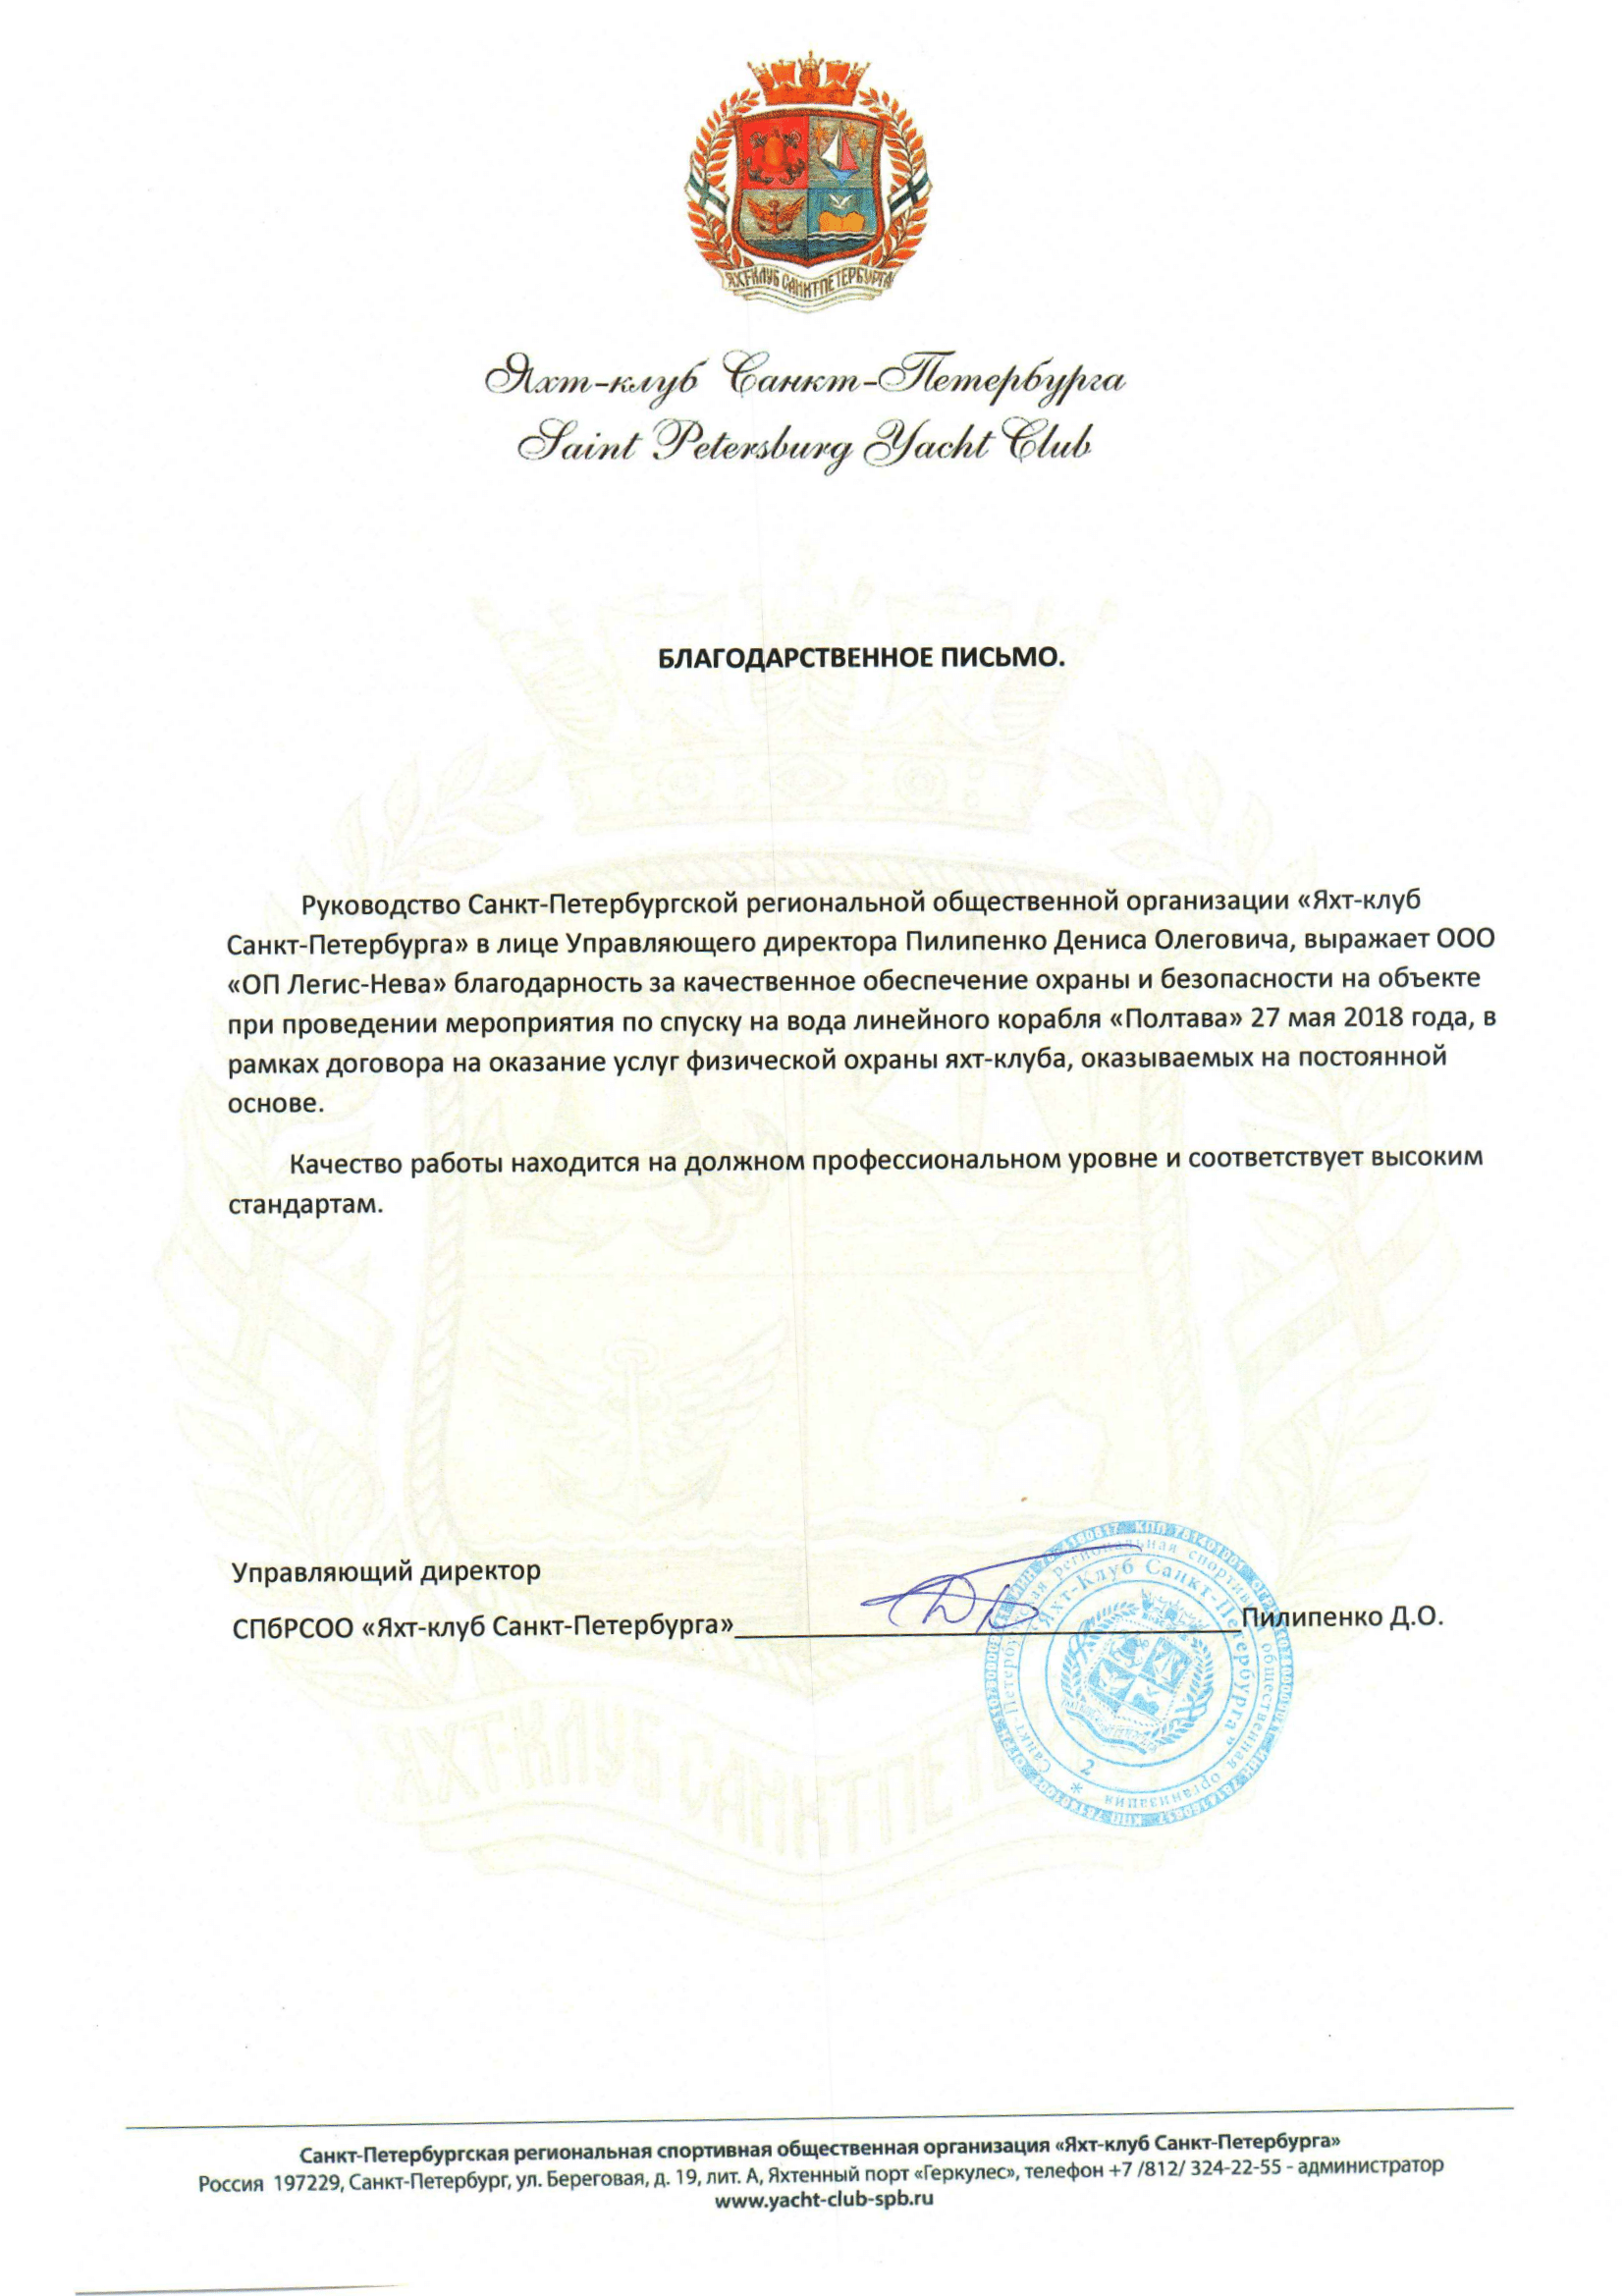 ЯХТ-КЛУБ САНКТ ПЕТЕРБУРГА
Яхт-клуб Санкт-Петербурга
Saint Petersburg Yacht Club
БЛАГОДАРСТВЕННОЕ ПИСЬМО.
Руководство Санкт-Петербургской региональной общественной организации «Яхт-клуб
Санкт-Петербурга» в лице Управляющего директора Пилипенко Дениса Олеговича, выражает ООО
«ОП Легис-Нева» благодарность за качественное обеспечение охраны и безопасности на объекте
при проведении мероприятия по спуску на вода линейного корабля «Полтава» 27 мая 2018 года, в
рамках договора на оказание услуг физической охраны яхт-клуба, оказываемых на постоянной
основе.
Качество работы находится на должном профессиональном уровне и соответствует высоким
стандартам.
Управляющий директор
СПбРСОО «Яхт-клуб Санкт-Петербурга» Пилипенко Д.О.
Санкт-Петербургская региональная спортивная общественная организация
«Яхт-Клуб Санкт-Петербурга»
2
Санкт-Петербургская региональная спортивная общественная организация «Яхт-клуб Санкт-Петербурга»
Россия 197229, Санкт-Петербург, ул. Береговая, д. 19, лит. А, Яхтенный порт «Геркулес», телефон +7 /812/ 324-22-55 - администратор
www.yacht-club-spb.ru